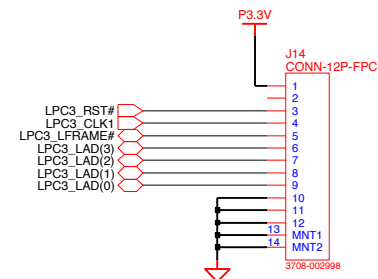 P3.3V
J14
CONN-12P-FPC
1
2
LPC3_RST# 3
LPC3_CLK1 4
LPC3_LFRAME# 5
LPC3_LAD(3) 6
LPC3_LAD(2) 7
LPC3_LAD(1) 8
LPC3_LAD(0) 9
10
11
12
13 MNT1
14 MNT2
3708-002998